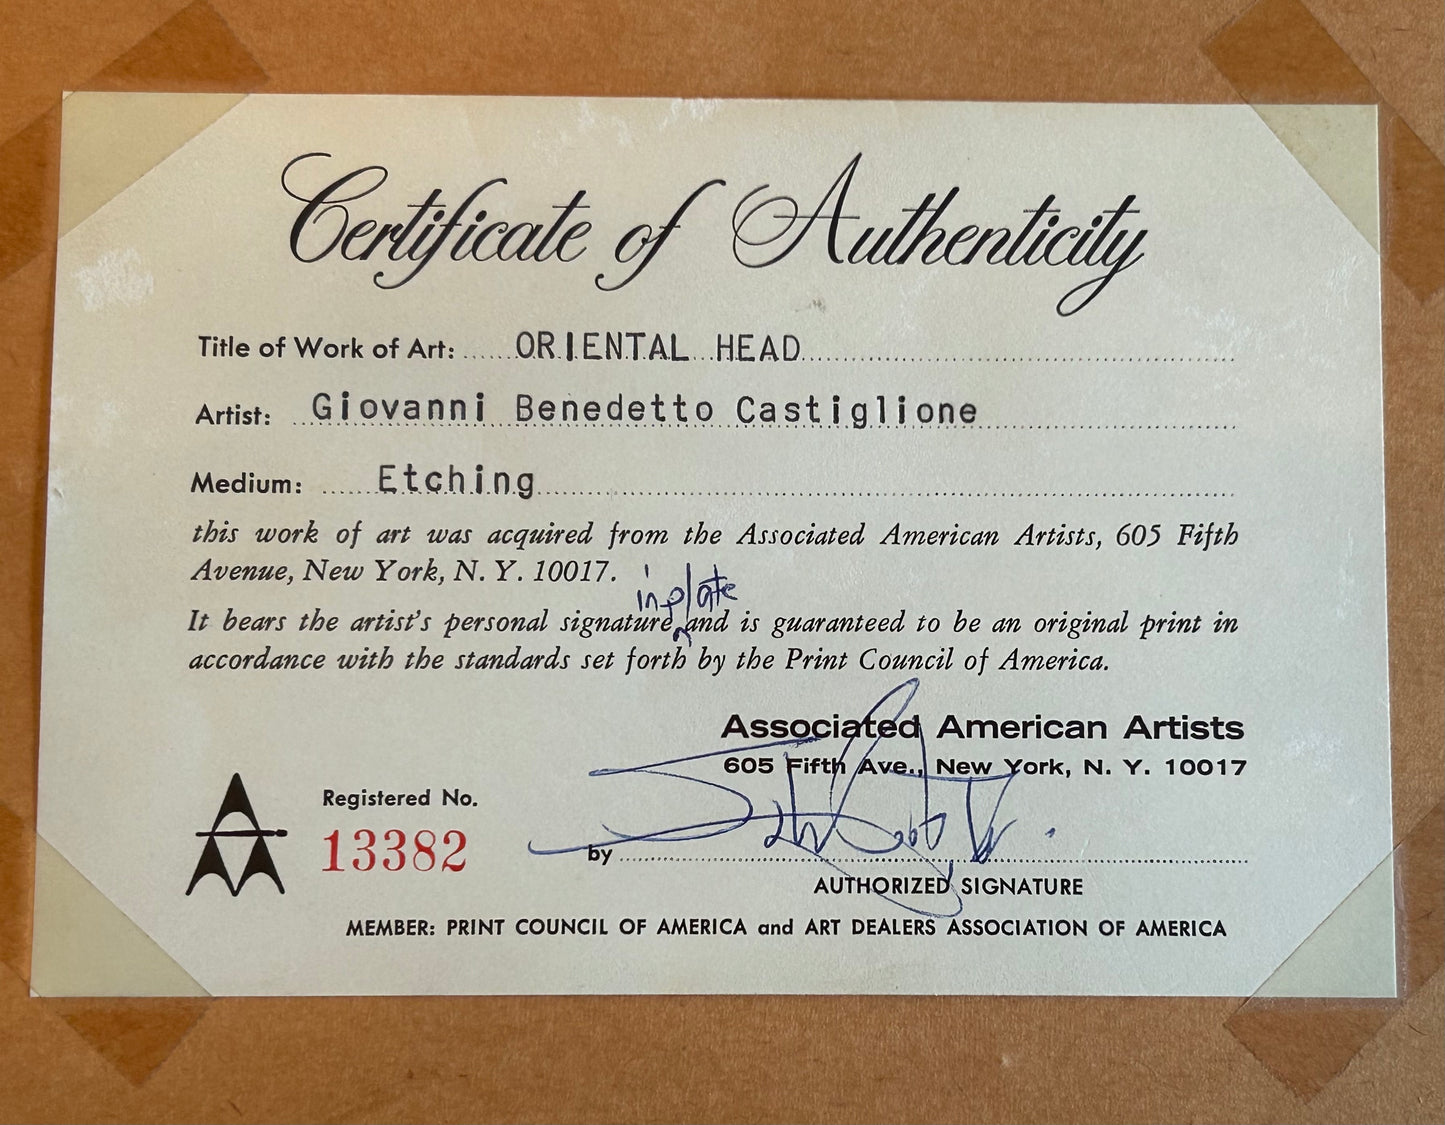 Certificate of Authenticity
Title of Work of Art: ORIENTAL HEAD
Artist: Giovanni Benedetto Castiglione
Medium: Etching
this work of art was acquired from the Associated American Artists, 605 Fifth
Avenue, New York, N. Y. 10017.
in plate
It bears the artist's personal signature and is guaranteed to be an original print in
accordance with the standards set forth by the Print Council of America.
Associated American Artists
605 Fifth Ave., New York, N. Y. 10017
Registered No.
13382
by
AUTHORIZED SIGNATURE
MEMBER: PRINT COUNCIL OF AMERICA and ART DEALERS ASSOCIATION OF AMERICA